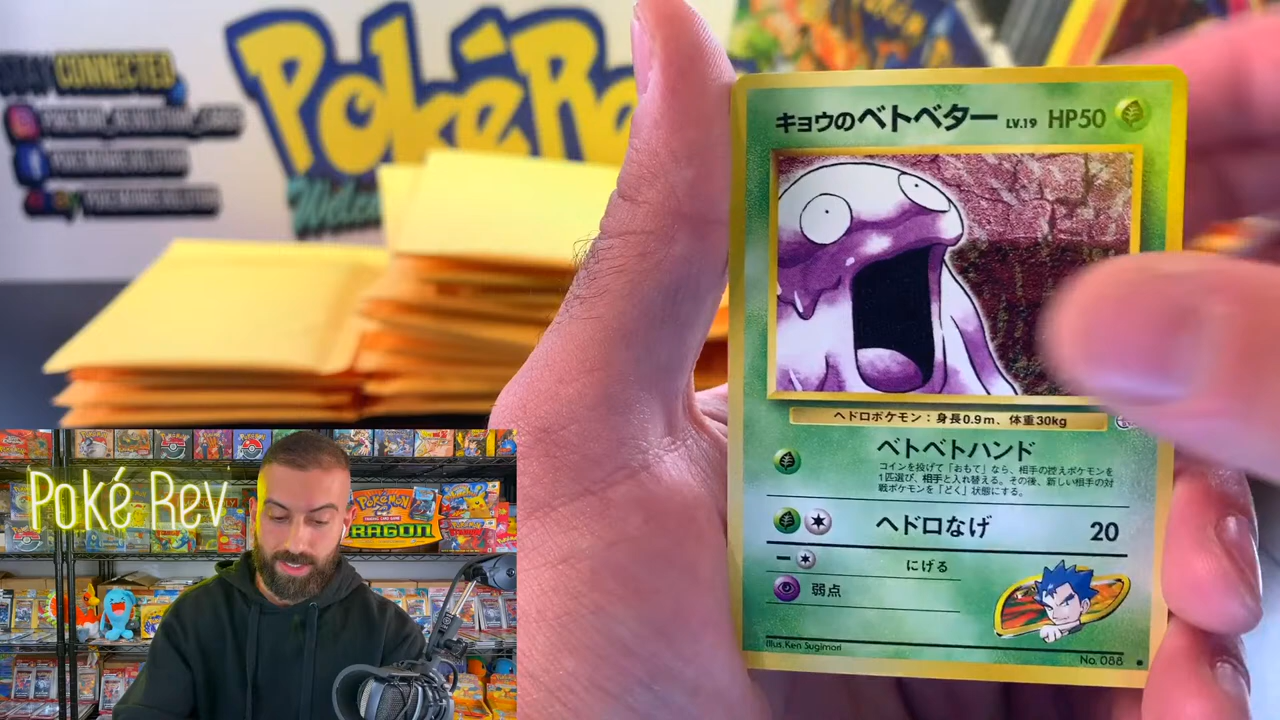 STAY CONNECTED
PokéRe
Welcom
キョウのベトベター LV.19 HP50
ヘドロポケモン：身長0.9m、体重30kg
ベトベトハンド
コインを投げて「おもて」なら、相手の控えポケモンを
1匹選び、相手と入れ替える。その後、新しい相手の対
戦ポケモンを「どく」状態にする。
ヘドロなげ 20
にげる
弱点
Illus. Ken Sugimori
No. 088
Poké Rev
POKÉMON
DRAGON